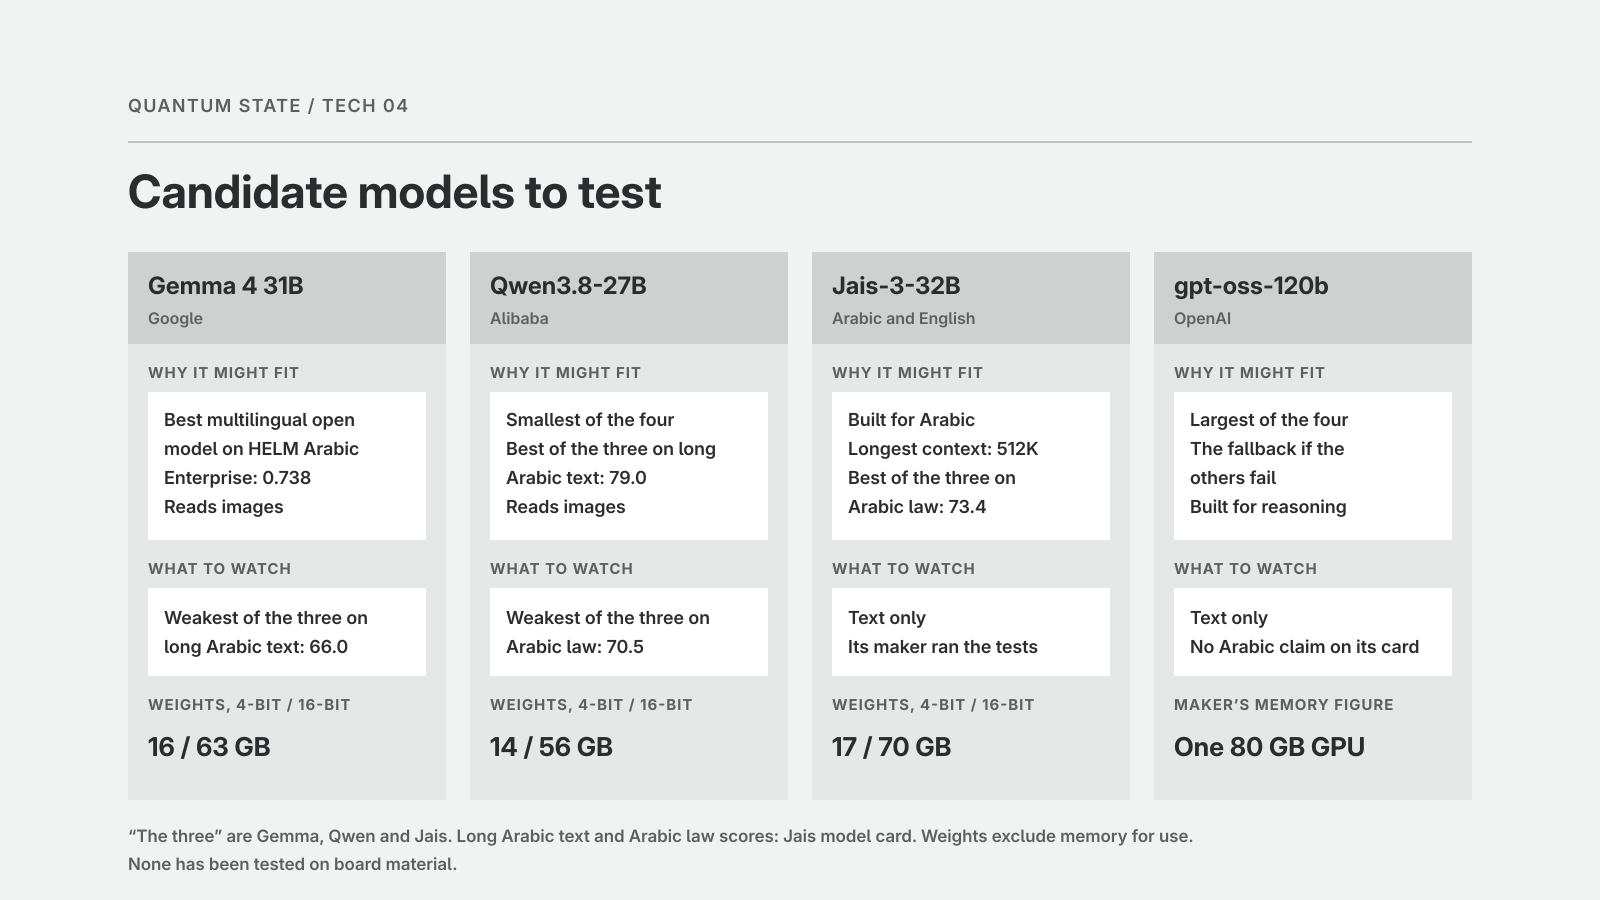 QUANTUM STATE / TECH 04
Candidate models to test
Gemma 4 31B
Google
WHY IT MIGHT FIT
Best multilingual open
model on HELM Arabic
Enterprise: 0.738
Reads images
WHAT TO WATCH
Weakest of the three on
long Arabic text: 66.0
WEIGHTS, 4-BIT / 16-BIT
16 / 63 GB
Qwen3.8-27B
Alibaba
WHY IT MIGHT FIT
Smallest of the four
Best of the three on long
Arabic text: 79.0
Reads images
WHAT TO WATCH
Weakest of the three on
Arabic law: 70.5
WEIGHTS, 4-BIT / 16-BIT
14 / 56 GB
Jais-3-32B
Arabic and English
WHY IT MIGHT FIT
Built for Arabic
Longest context: 512K
Best of the three on
Arabic law: 73.4
WHAT TO WATCH
Text only
Its maker ran the tests
WEIGHTS, 4-BIT / 16-BIT
17 / 70 GB
gpt-oss-120b
OpenAI
WHY IT MIGHT FIT
Largest of the four
The fallback if the
others fail
Built for reasoning
WHAT TO WATCH
Text only
No Arabic claim on its card
MAKER’S MEMORY FIGURE
One 80 GB GPU
“The three” are Gemma, Qwen and Jais. Long Arabic text and Arabic law scores: Jais model card. Weights exclude memory for use.
None has been tested on board material.